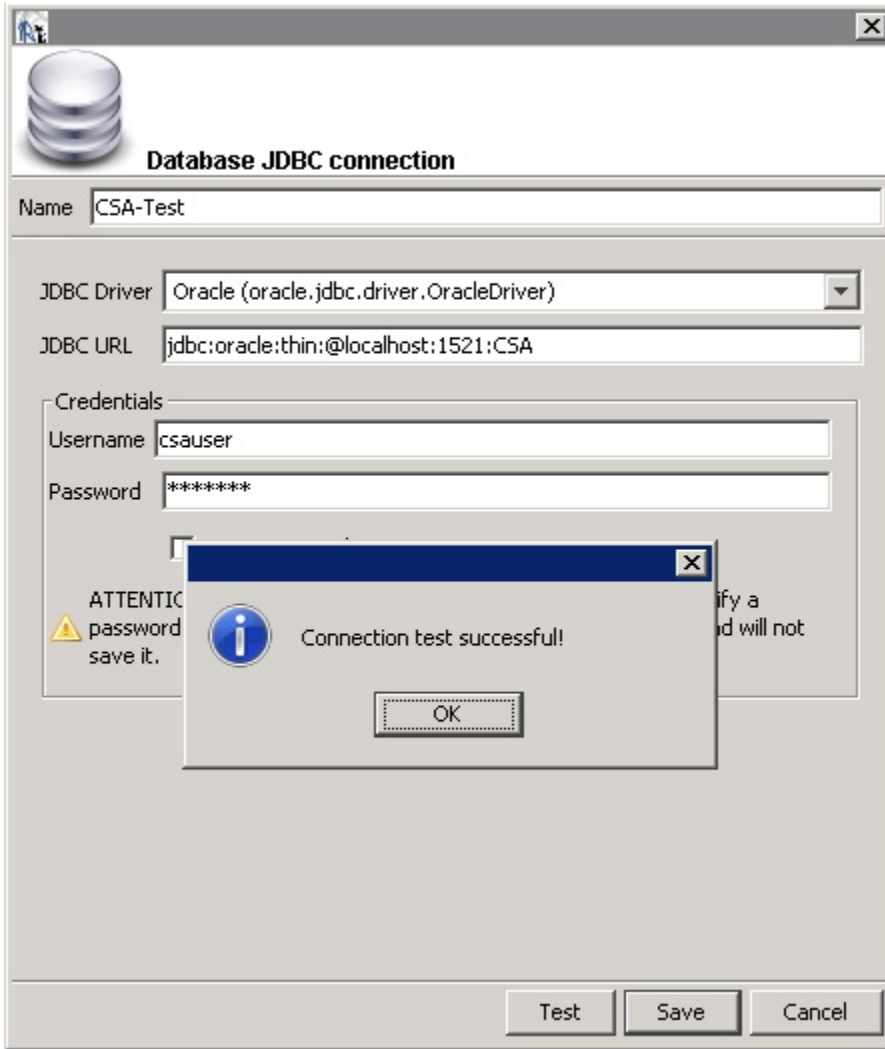 Database JDBC connection
Name CSA-Test
JDBC Driver Oracle (oracle.jdbc.driver.OracleDriver)
JDBC URL jdbc:oracle:thin:@localhost:1521:CSA
Credentials
Username csauser
Password *******
ify a
password d will not
save it.
Connection test successful!
OK
Test Save Cancel